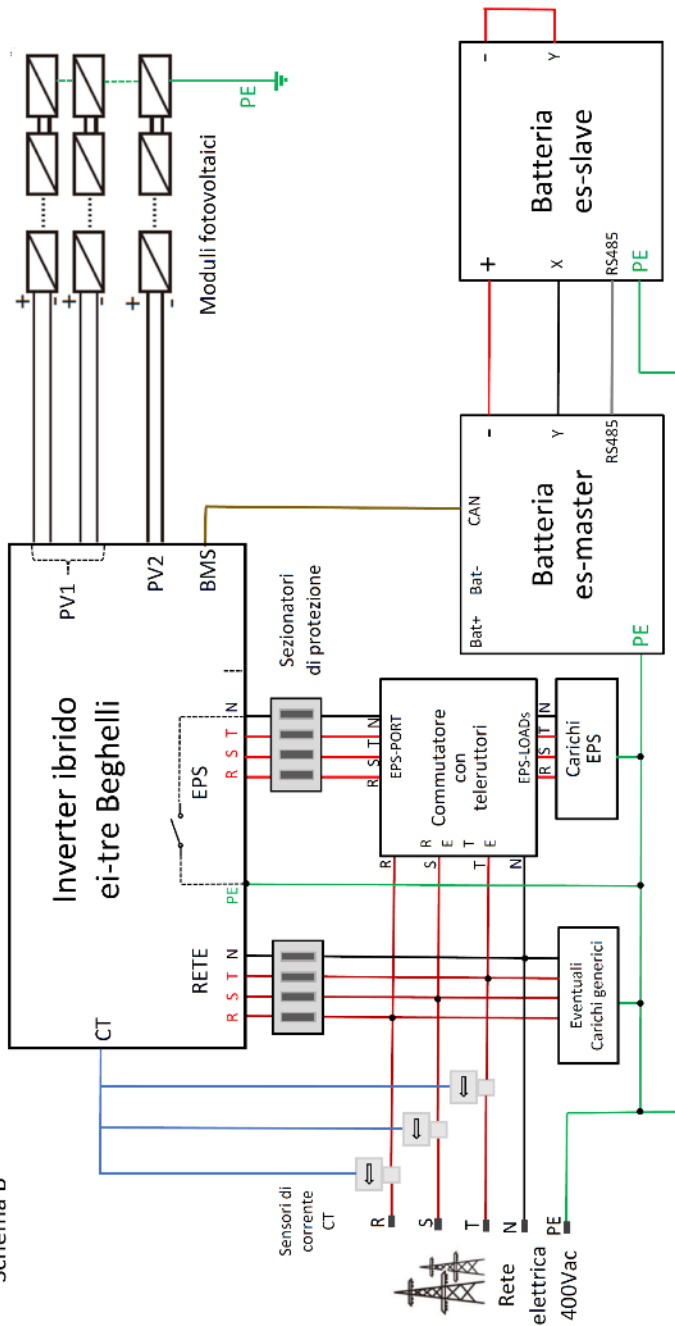 Schema B
CT
Inverter ibrido
ei-tre Beghelli
PV1
PV2
BMS
RETE
R S T N
PE
EPS
R S T N
+
-
+
-
+
-
Moduli fotovoltaici
PE
Sensori di
corrente
CT
Sezionatori
di protezione
R
S
T
N
PE
Rete
elettrica
400Vac
R
S
T
N
R E T E
R S T N
EPS-PORT
Commutatore
con
teleruttori
EPS-LOADs
R S T N
Carichi
EPS
Eventuali
Carichi generici
Bat+ Bat- CAN
Batteria
es-master
-
Y
RS485
PE
+
X
RS485
PE
Batteria
es-slave
-
Y